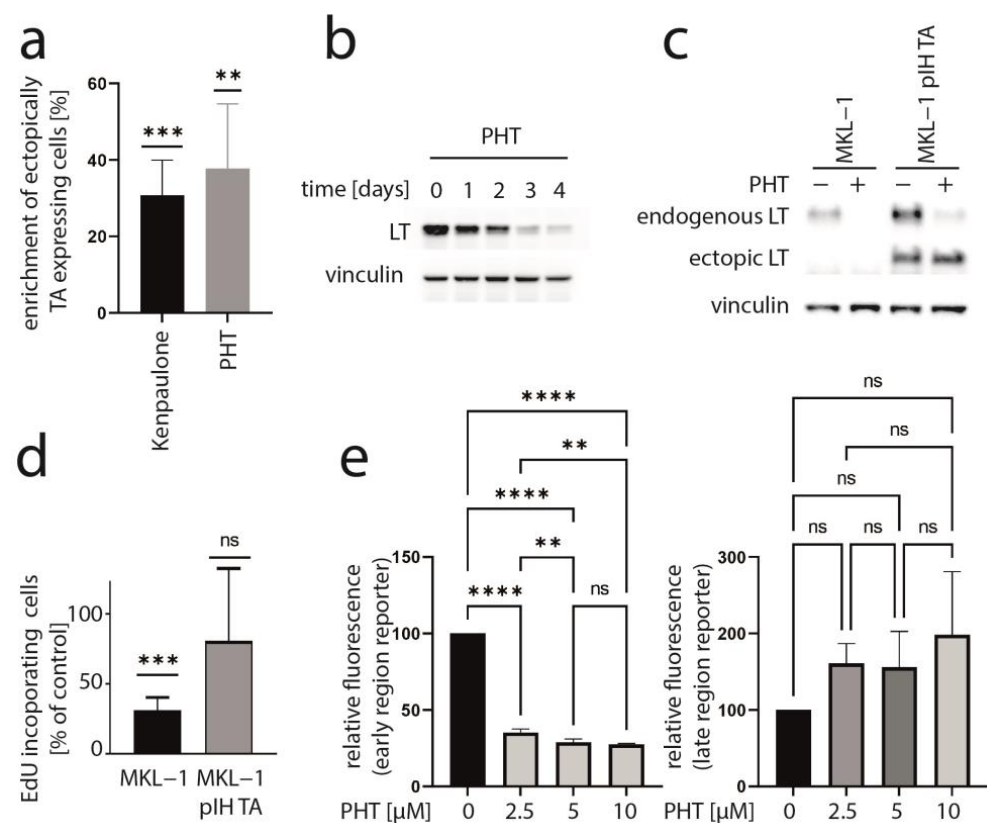 a
enrichment of ectopically
TA expressing cells [%]
60
40
20
0
***
**
Kenpaulone
PHT
b
PHT
time [days] 0 1 2 3 4
LT
vinculin
c
MKL−1
MKL−1 pIH TA
PHT − + − +
endogenous LT
ectopic LT
vinculin
d
EdU incoporating cells
[% of control]
100
50
0
***
ns
MKL−1
MKL−1
pIH TA
e
relative fluorescence
(early region reporter)
150
100
50
0
****
**
****
**
****
ns
PHT [µM] 0 2.5 5 10
relative fluorescence
(late region reporter)
300
200
100
0
ns
ns
ns
ns
ns
ns
PHT [µM] 0 2.5 5 10